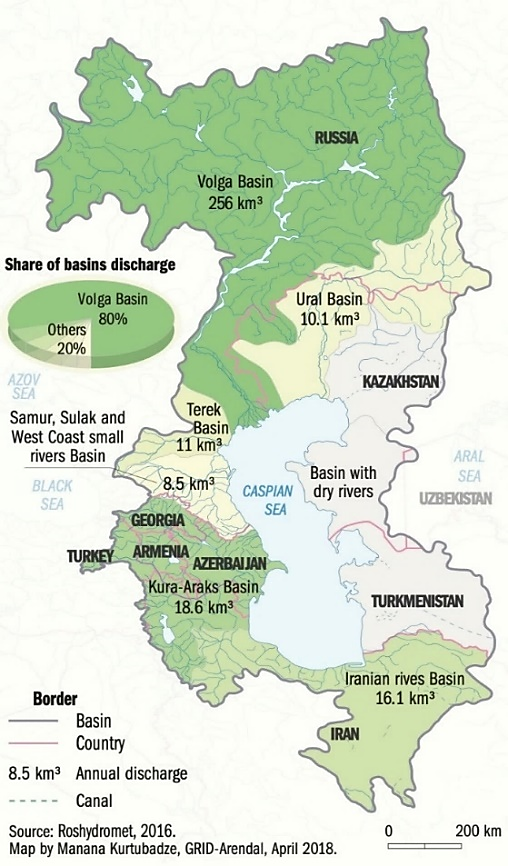 RUSSIA
Volga Basin
256 km³
Share of basins discharge
Volga Basin
80%
Others
20%
Ural Basin
10.1 km³
AZOV
SEA
KAZAKHSTAN
Terek
Basin
11 km³
Samur, Sulak and
West Coast small
rivers Basin
8.5 km³
BLACK
SEA
CASPIAN
SEA
Basin with
dry rivers
ARAL
SEA
UZBEKISTAN
GEORGIA
TURKEY
ARMENIA
AZERBAIJAN
Kura-Araks Basin
18.6 km³
TURKMENISTAN
Iranian rives Basin
16.1 km³
IRAN
Border
Basin
Country
8.5 km³ Annual discharge
Canal
Source: Roshydromet, 2016.
Map by Manana Kurtubadze, GRID-Arendal, April 2018.
0 200 km